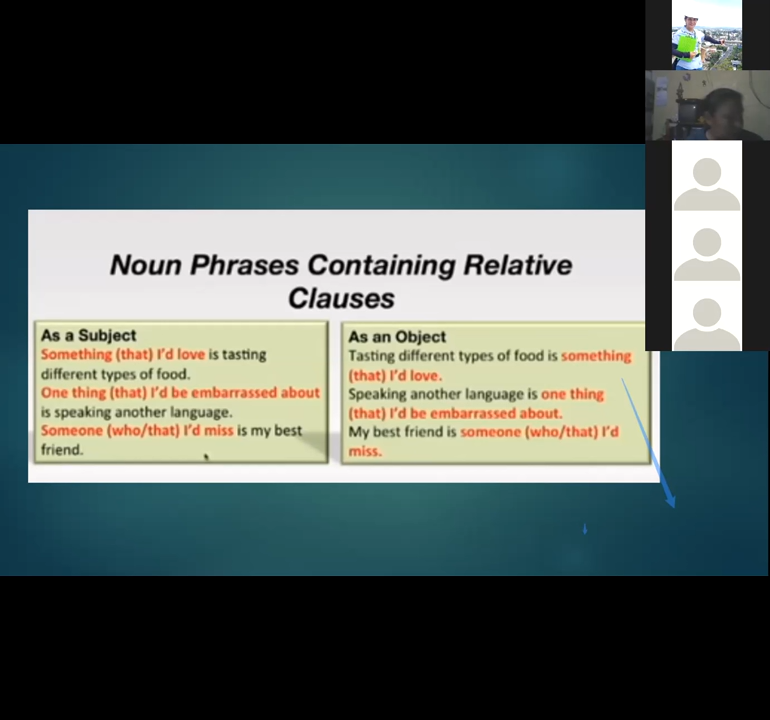 Noun Phrases Containing Relative
Clauses
As a Subject
Something (that) I'd love is tasting
different types of food.
One thing (that) I'd be embarrassed about
is speaking another language.
Someone (who/that) I'd miss is my best
friend.
As an Object
Tasting different types of food is something
(that) I'd love.
Speaking another language is one thing
(that) I'd be embarrassed about.
My best friend is someone (who/that) I'd
miss.